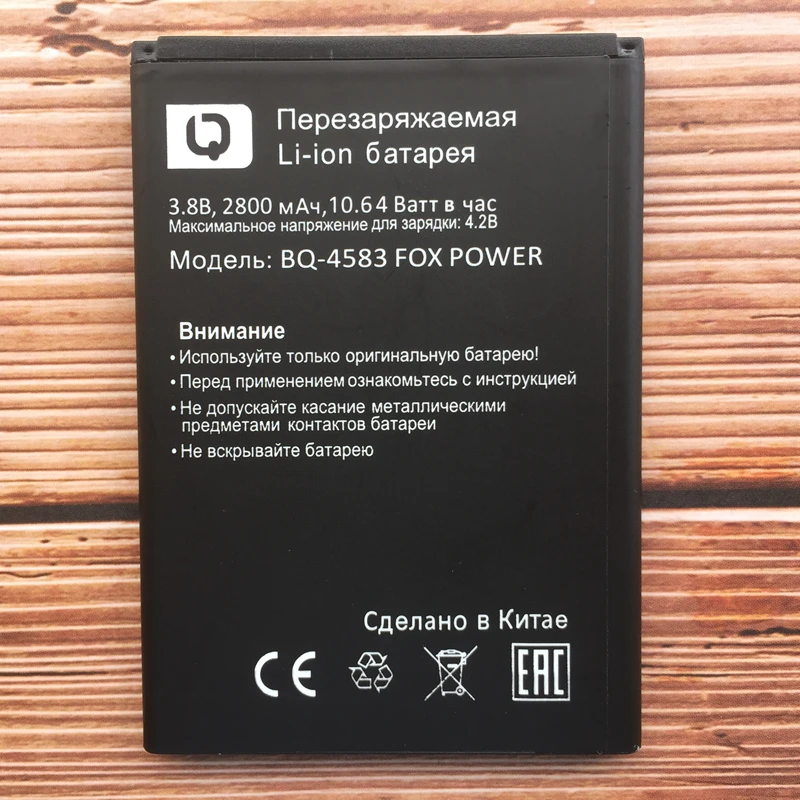 Перезаряжаемая
Li-ion батарея
3.8В, 2800 мАч,10.64 Ватт в час
Максимальное напряжение для зарядки: 4.2В
Модель: BQ-4583 FOX POWER
Внимание
• Используйте только оригинальную батарею!
• Перед применением ознакомьтесь с инструкцией
• Не допускайте касание металлическими
предметами контактов батареи
• Не вскрывайте батарею
Сделано в Китае
CE EAC